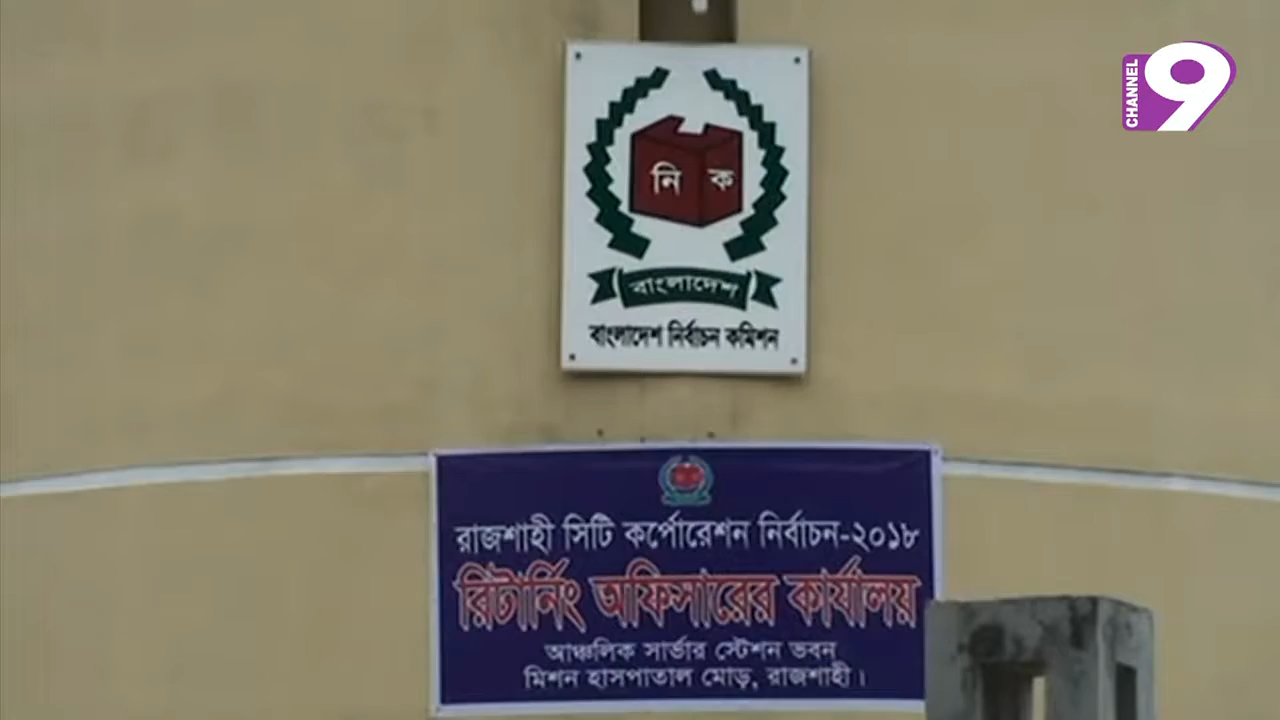 CHANNEL 9
নি ক
বাংলাদেশ
বাংলাদেশ নির্বাচন কমিশন
রাজশাহী সিটি কর্পোরেশন নির্বাচন-২০১৮
রিটার্নিং অফিসারের কার্যালয়
আঞ্চলিক সার্ভার স্টেশন ভবন
মিশন হাসপাতাল মোড়, রাজশাহী।